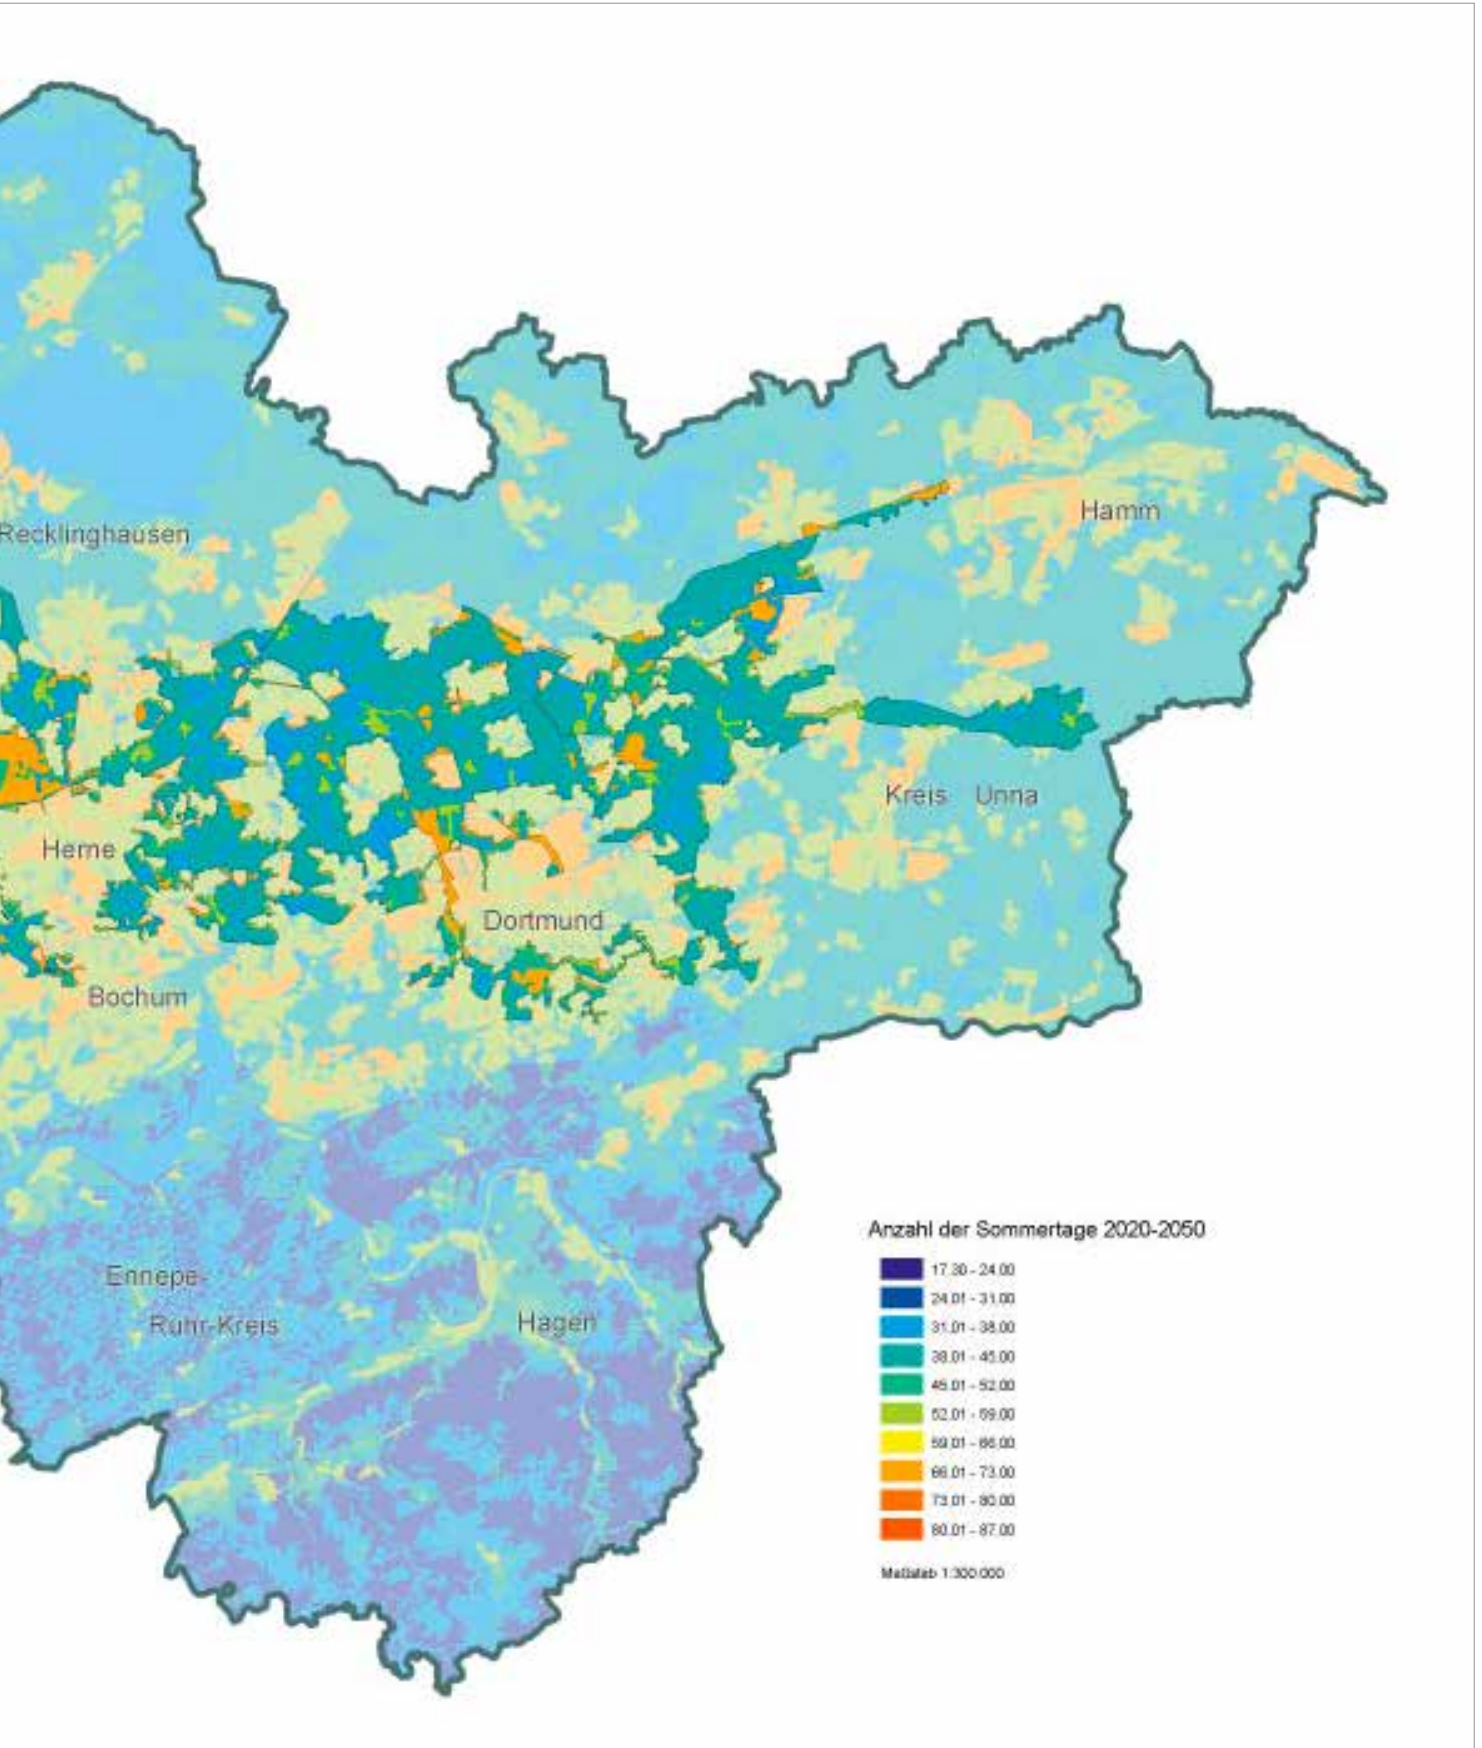 Recklinghausen
Hamm
Kreis Unna
Herne
Dortmund
Bochum
Ennepe-
Ruhr-Kreis
Hagen
Anzahl der Sommertage 2020-2050
17.30 - 24.00
24.01 - 31.00
31.01 - 38.00
38.01 - 45.00
45.01 - 52.00
52.01 - 59.00
59.01 - 66.00
66.01 - 73.00
73.01 - 80.00
80.01 - 87.00
Maßstab 1:300.000